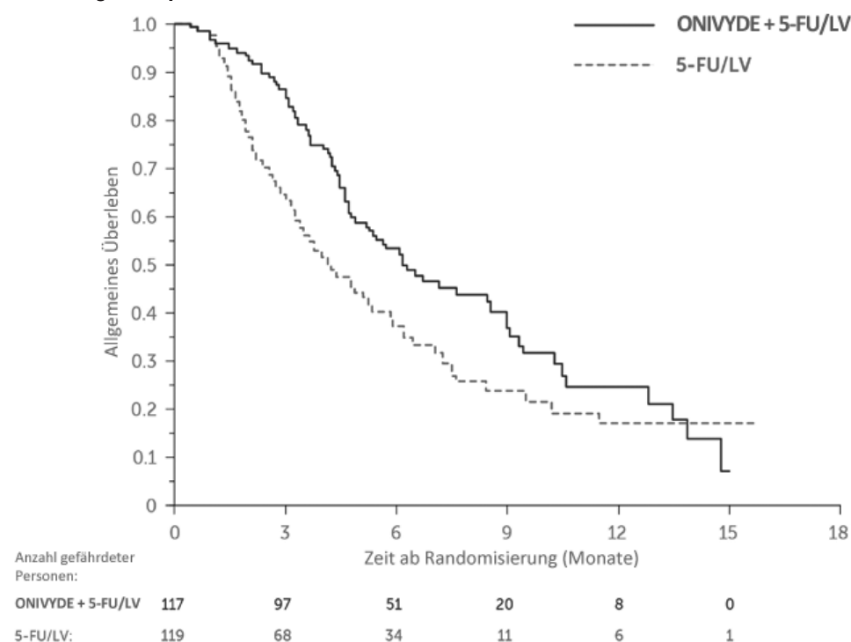 ONIVYDE + 5-FU/LV
5-FU/LV
Allgemeines Überleben
1.0
0.9
0.8
0.7
0.6
0.5
0.4
0.3
0.2
0.1
0
0 3 6 9 12 15 18
Zeit ab Randomisierung (Monate)
Anzahl gefährdeter
Personen:
ONIVYDE + 5-FU/LV 117 97 51 20 8 0
5-FU/LV: 119 68 34 11 6 1